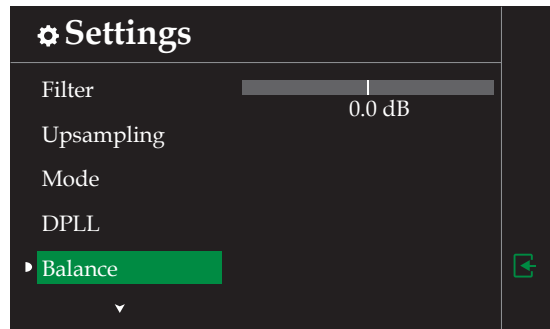 Settings
Filter
0.0 dB
Upsampling
Mode
DPLL
Balance